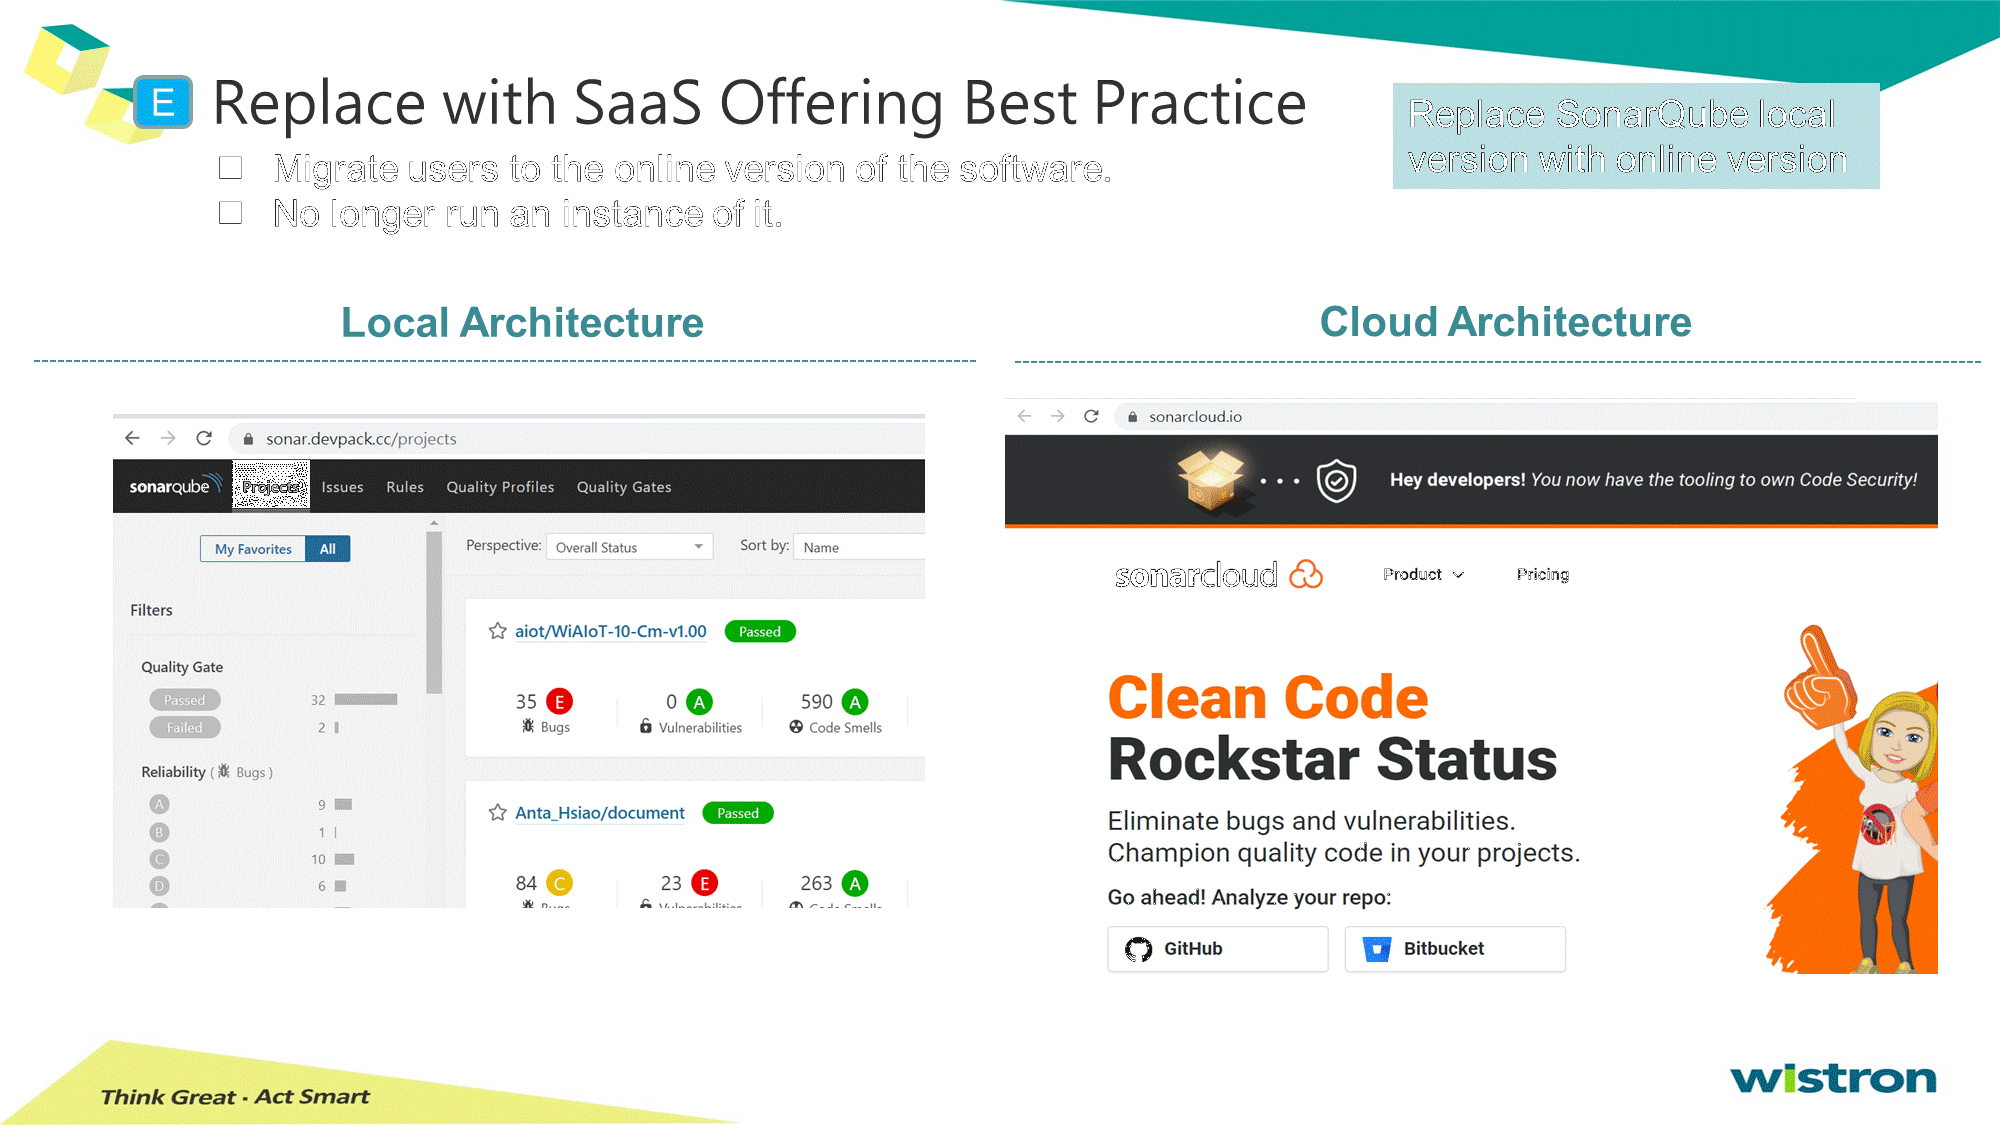 E Replace with SaaS Offering Best Practice
Replace SonarQube local
version with online version
Migrate users to the online version of the software.
No longer run an instance of it.
Local Architecture
sonar.devpack.cc/projects
sonarqube Projects Issues Rules Quality Profiles Quality Gates
My Favorites All
Perspective: Overall Status Sort by: Name
Filters
aiot/WiAIoT-10-Cm-v1.00 Passed
Quality Gate
Passed 32
Failed 2
35 E 0 A 590 A
Bugs Vulnerabilities Code Smells
Reliability ( Bugs )
A 9
B 1
C 10
D 6
Anta_Hsiao/document Passed
84 C 23 E 263 A
Bugs Vulnerabilities Code Smells
Cloud Architecture
sonarcloud.io
Hey developers! You now have the tooling to own Code Security!
sonarcloud Product Pricing
Clean Code
Rockstar Status
Eliminate bugs and vulnerabilities.
Champion quality code in your projects.
Go ahead! Analyze your repo:
GitHub Bitbucket
Think Great · Act Smart
wistron